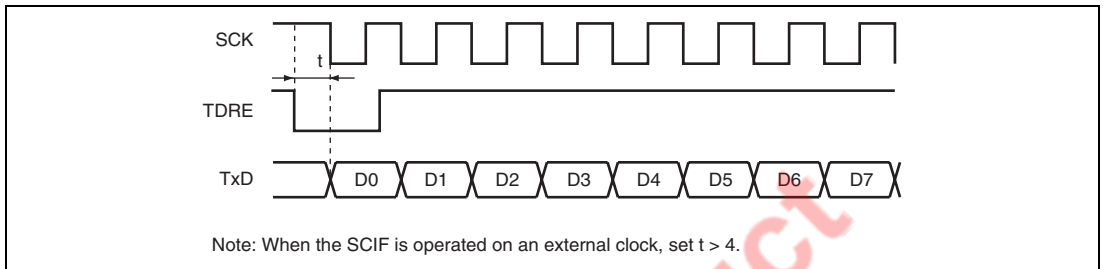 SCK
t
TDRE
TxD D0 D1 D2 D3 D4 D5 D6 D7
Note: When the SCIF is operated on an external clock, set t > 4.